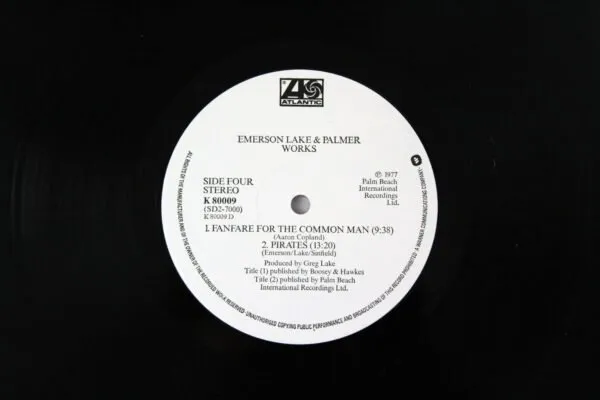 ATLANTIC
EMERSON LAKE & PALMER
WORKS
SIDE FOUR
STEREO
K 80009
(SD2-7000)
K 80009 D
℗ 1977
Palm Beach
International
Recordings
Ltd.
1. FANFARE FOR THE COMMON MAN (9:38)
(Aaron Copland)
2. PIRATES (13:20)
(Emerson/Lake/Sinfield)
Produced by Greg Lake
Title (1) published by Boosey & Hawkes
Title (2) published by Palm Beach
International Recordings Ltd.
ALL RIGHTS OF THE MANUFACTURER AND OF THE OWNER OF THE RECORDED WORK RESERVED. UNAUTHORISED COPYING PUBLIC PERFORMANCE AND BROADCASTING OF THIS RECORD PROHIBITED. A WARNER COMMUNICATIONS COMPANY